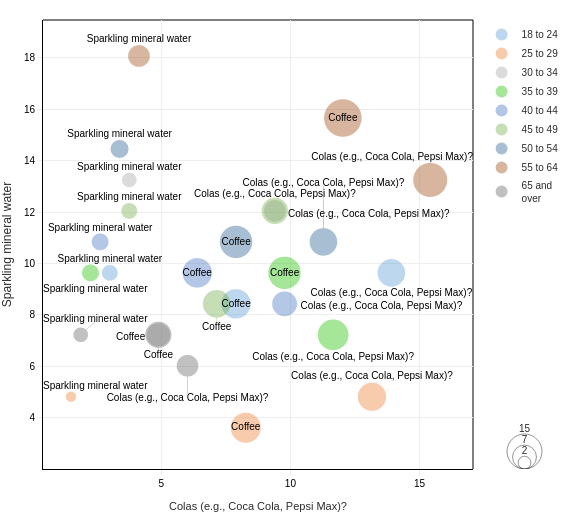 Sparkling mineral water
18 to 24
25 to 29
30 to 34
35 to 39
40 to 44
45 to 49
50 to 54
55 to 64
65 and
over
18
16
Coffee
Sparkling mineral water
14
Colas (e.g., Coca Cola, Pepsi Max)?
Sparkling mineral water
Colas (e.g., Coca Cola, Pepsi Max)?
Sparkling mineral water
Colas (e.g., Coca Cola, Pepsi Max)?
12
Colas (e.g., Coca Cola, Pepsi Max)?
Sparkling mineral water
Coffee
Sparkling mineral water
10
Coffee
Coffee
Sparkling mineral water
Colas (e.g., Coca Cola, Pepsi Max)?
Coffee
Colas (e.g., Coca Cola, Pepsi Max)?
8
Sparkling mineral water
Coffee
Coffee
Coffee
Colas (e.g., Coca Cola, Pepsi Max)?
6
Colas (e.g., Coca Cola, Pepsi Max)?
Sparkling mineral water
Colas (e.g., Coca Cola, Pepsi Max)?
4
Coffee
15
7
2
5
10
15
Colas (e.g., Coca Cola, Pepsi Max)?
Sparkling mineral water